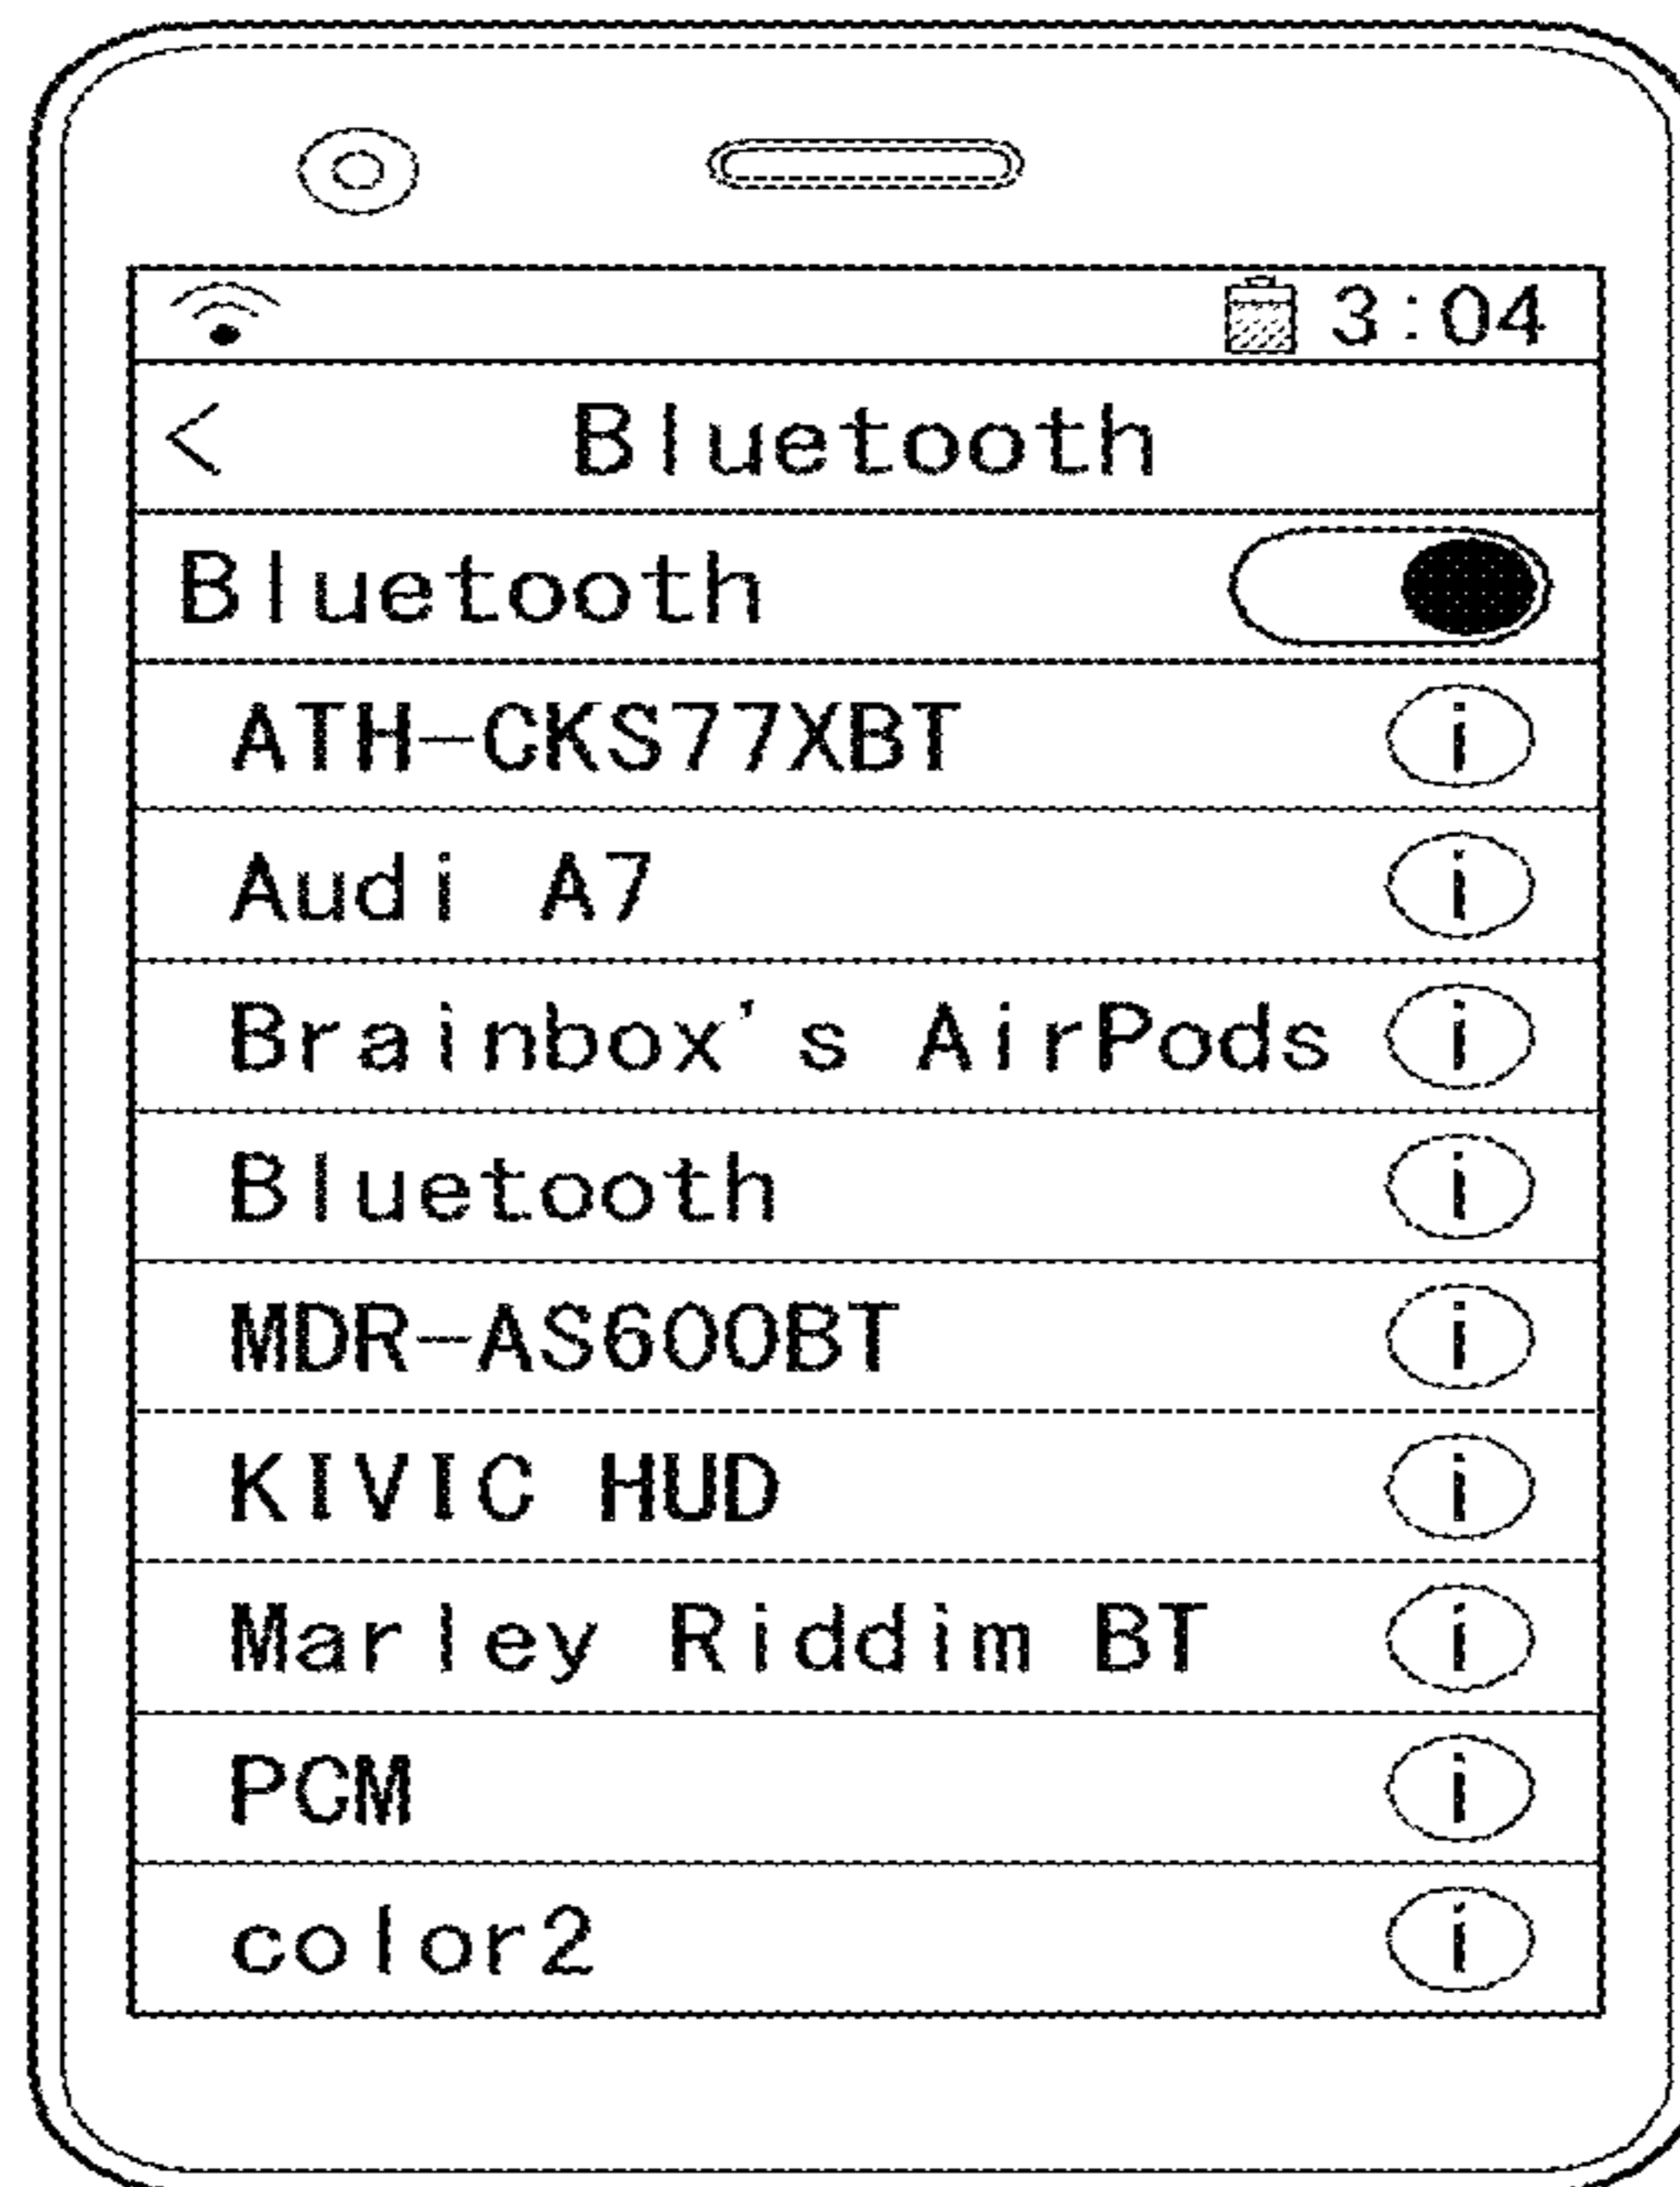 3:04
< Bluetooth
Bluetooth
ATH-CKS77XBT i
Audi A7 i
Brainbox's AirPods i
Bluetooth i
MDR-AS600BT i
KIVIC HUD i
Marley Riddim BT i
PCM i
color2 i